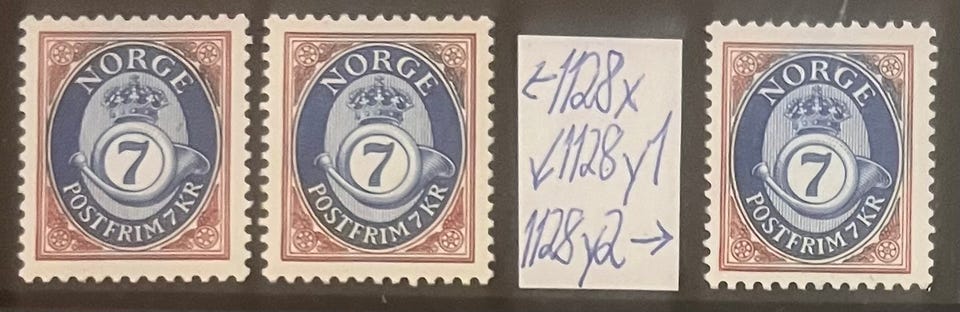 NORGE
7
POSTFRIM 7 KR
NORGE
7
POSTFRIM 7 KR
←1128x
↙1128y1
1128y2→
NORGE
7
POSTFRIM 7 KR